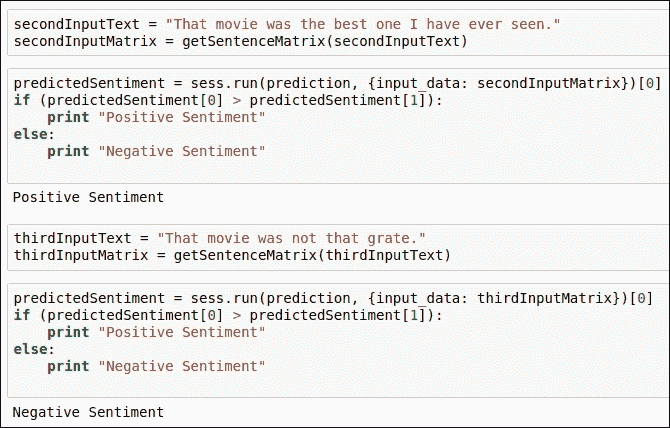 secondInputText = "That movie was the best one I have ever seen."
secondInputMatrix = getSentenceMatrix(secondInputText)
predictedSentiment = sess.run(prediction, {input_data: secondInputMatrix})[0]
if (predictedSentiment[0] > predictedSentiment[1]):
    print "Positive Sentiment"
else:
    print "Negative Sentiment"
Positive Sentiment
thirdInputText = "That movie was not that grate."
thirdInputMatrix = getSentenceMatrix(thirdInputText)
predictedSentiment = sess.run(prediction, {input_data: thirdInputMatrix})[0]
if (predictedSentiment[0] > predictedSentiment[1]):
    print "Positive Sentiment"
else:
    print "Negative Sentiment"
Negative Sentiment